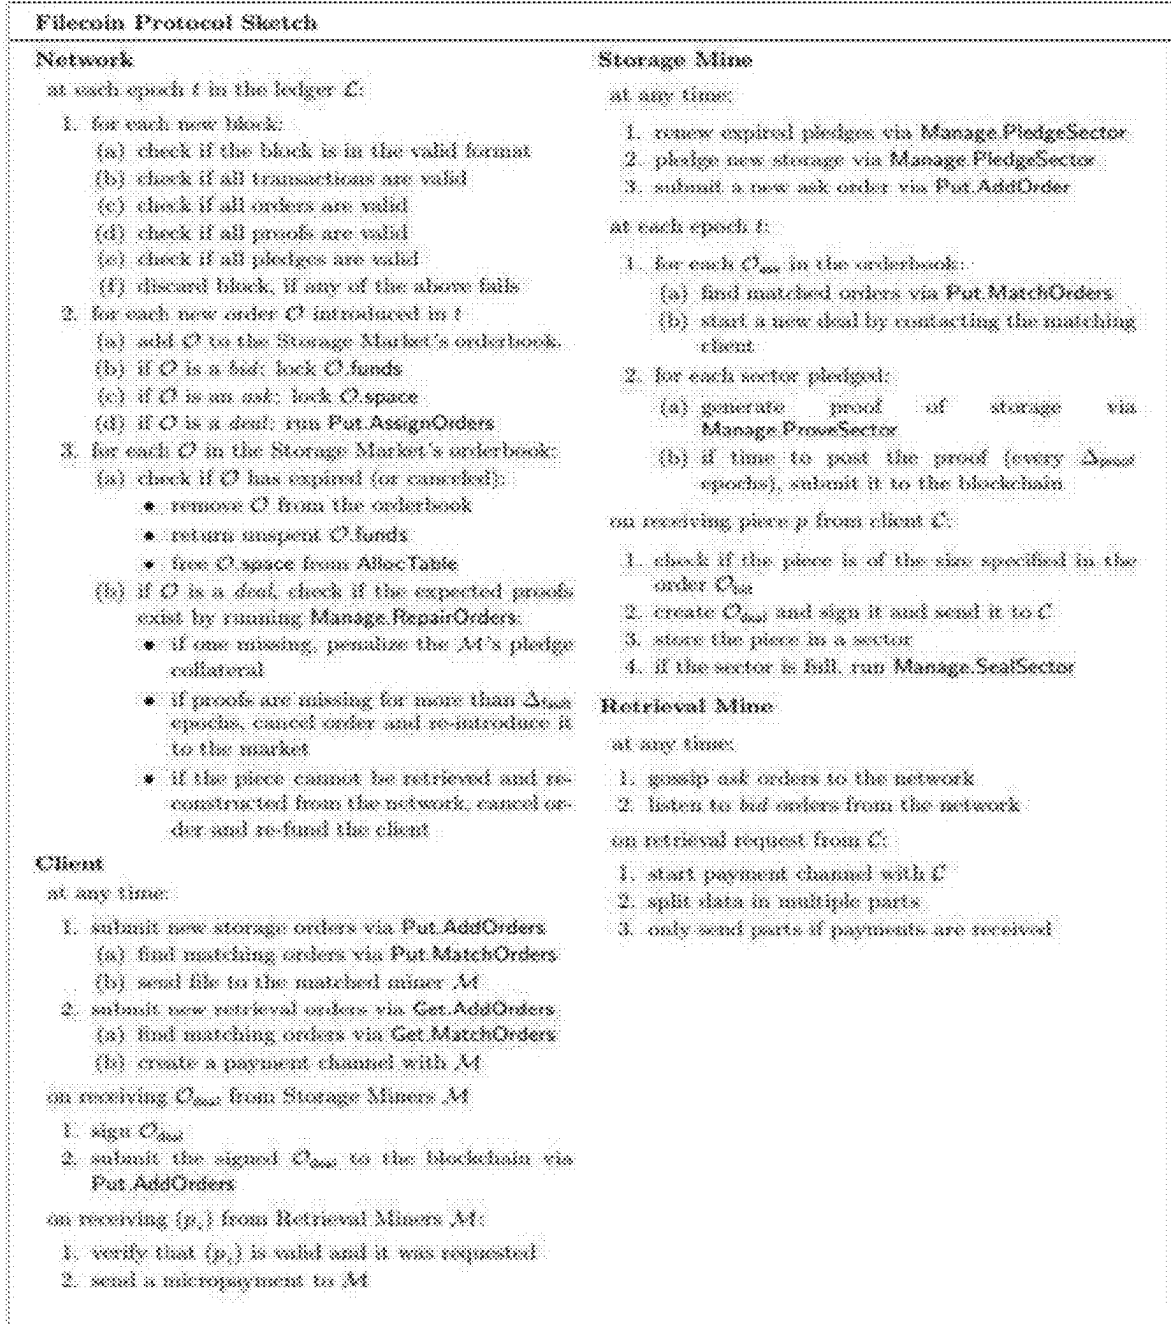 Filecoin Protocol Sketch
Network
at each epoch t in the ledger ℒ:
1. for each new block:
(a) check if the block is in the valid format
(b) check if all transactions are valid
(c) check if all orders are valid
(d) check if all proofs are valid
(e) check if all pledges are valid
(f) discard block, if any of the above fails
2. for each new order 𝒪 introduced in t
(a) add 𝒪 to the Storage Market's orderbook.
(b) if 𝒪 is a bid: lock 𝒪.funds
(c) if 𝒪 is an ask: lock 𝒪.space
(d) if 𝒪 is a deal: run Put.AssignOrders
3. for each 𝒪 in the Storage Market's orderbook:
(a) check if 𝒪 has expired (or canceled):
• remove 𝒪 from the orderbook
• return unspent 𝒪.funds
• free 𝒪.space from AllocTable
(b) if 𝒪 is a deal, check if the expected proofs
exist by running Manage.RepairOrders:
• if one missing, penalize the ℳ's pledge
collateral
• if proofs are missing for more than Δfault
epochs, cancel order and re-introduce it
to the market
• if the piece cannot be retrieved and re-
constructed from the network, cancel or-
der and re-fund the client
Client
at any time:
1. submit new storage orders via Put.AddOrders
(a) find matching orders via Put.MatchOrders
(b) send file to the matched miner ℳ
2. submit new retrieval orders via Get.AddOrders
(a) find matching orders via Get.MatchOrders
(b) create a payment channel with ℳ
on receiving 𝒪deal from Storage Miners ℳ
1. sign 𝒪deal
2. submit the signed 𝒪deal to the blockchain via
Put.AddOrders
on receiving (pᵢ) from Retrieval Miners ℳ:
1. verify that (pᵢ) is valid and it was requested
2. send a micropayment to ℳ
Storage Mine
at any time:
1. renew expired pledges via Manage.PledgeSector
2. pledge new storage via Manage.PledgeSector
3. submit a new ask order via Put.AddOrder
at each epoch t:
1. for each 𝒪ask in the orderbook:
(a) find matched orders via Put.MatchOrders
(b) start a new deal by contacting the matching
client
2. for each sector pledged:
(a) generate proof of storage via
Manage.ProveSector
(b) if time to post the proof (every Δproof
epochs), submit it to the blockchain
on receiving piece p from client 𝒞:
1. check if the piece is of the size specified in the
order 𝒪bid
2. create 𝒪deal and sign it and send it to 𝒞
3. store the piece in a sector
4. if the sector is full, run Manage.SealSector
Retrieval Mine
at any time:
1. gossip ask orders to the network
2. listen to bid orders from the network
on retrieval request from 𝒞:
1. start payment channel with 𝒞
2. split data in multiple parts
3. only send parts if payments are received